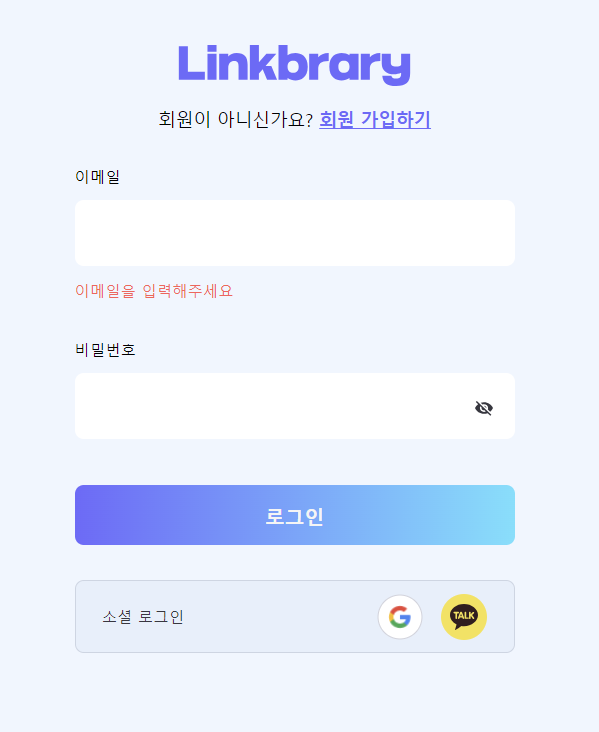 Linkbrary
회원이 아니신가요? 회원 가입하기
이메일
이메일을 입력해주세요
비밀번호
로그인
소셜 로그인
G
TALK